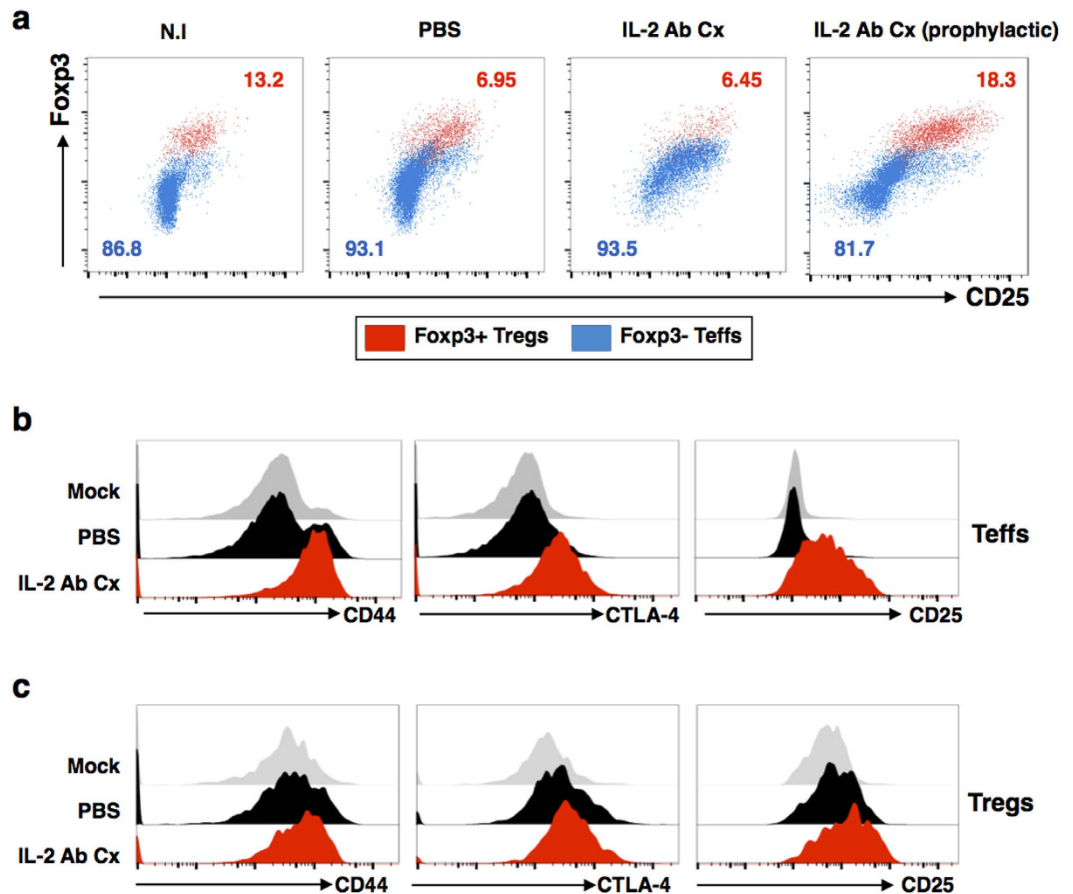 a
N.I
PBS
IL-2 Ab Cx
IL-2 Ab Cx (prophylactic)
Foxp3
13.2
6.95
6.45
18.3
86.8
93.1
93.5
81.7
CD25
Foxp3+ Tregs
Foxp3- Teffs
b
Mock
PBS
IL-2 Ab Cx
Teffs
CD44
CTLA-4
CD25
c
Mock
PBS
IL-2 Ab Cx
Tregs
CD44
CTLA-4
CD25